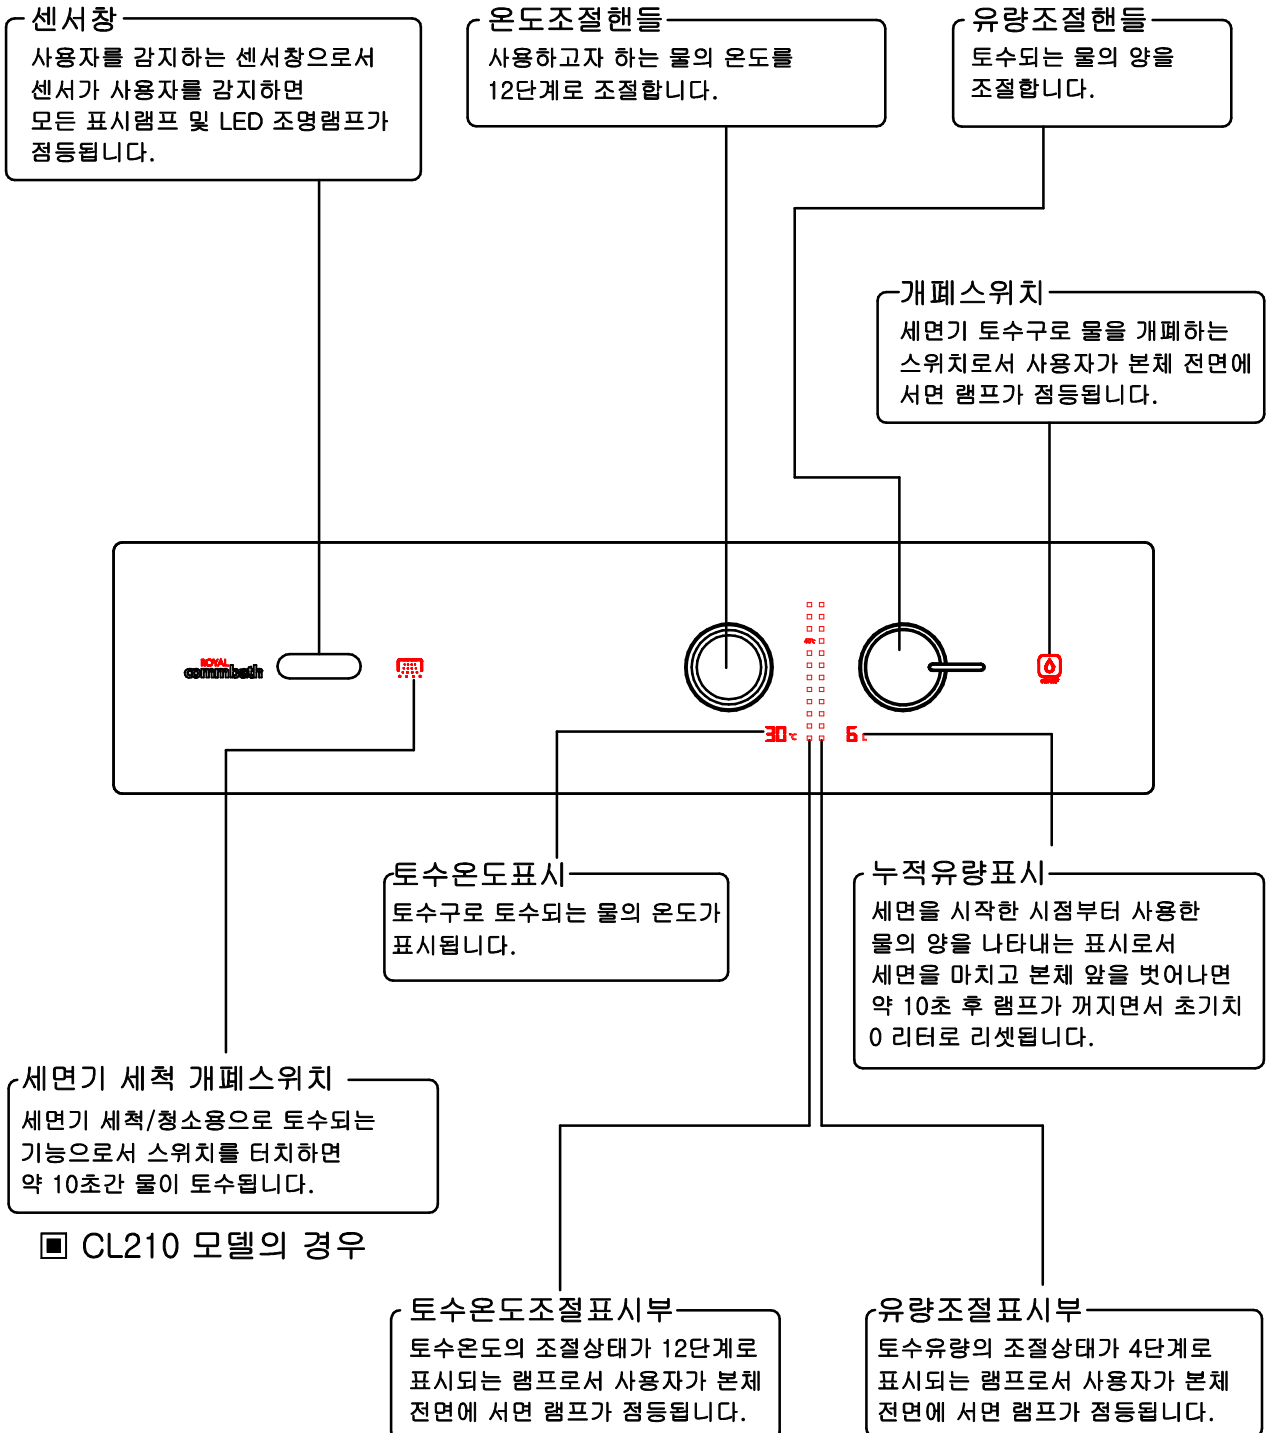 센서창
사용자를 감지하는 센서창으로서
센서가 사용자를 감지하면
모든 표시램프 및 LED 조명램프가
점등됩니다.
온도조절핸들
사용하고자 하는 물의 온도를
12단계로 조절합니다.
유량조절핸들
토수되는 물의 양을
조절합니다.
개폐스위치
세면기 토수구로 물을 개폐하는
스위치로서 사용자가 본체 전면에
서면 램프가 점등됩니다.
ROYAL
commbath
30 ℃
6 L
토수온도표시
토수구로 토수되는 물의 온도가
표시됩니다.
누적유량표시
세면을 시작한 시점부터 사용한
물의 양을 나타내는 표시로서
세면을 마치고 본체 앞을 벗어나면
약 10초 후 램프가 꺼지면서 초기치
0 리터로 리셋됩니다.
세면기 세척 개폐스위치
세면기 세척/청소용으로 토수되는
기능으로서 스위치를 터치하면
약 10초간 물이 토수됩니다.
▣ CL210 모델의 경우
토수온도조절표시부
토수온도의 조절상태가 12단계로
표시되는 램프로서 사용자가 본체
전면에 서면 램프가 점등됩니다.
유량조절표시부
토수유량의 조절상태가 4단계로
표시되는 램프로서 사용자가 본체
전면에 서면 램프가 점등됩니다.